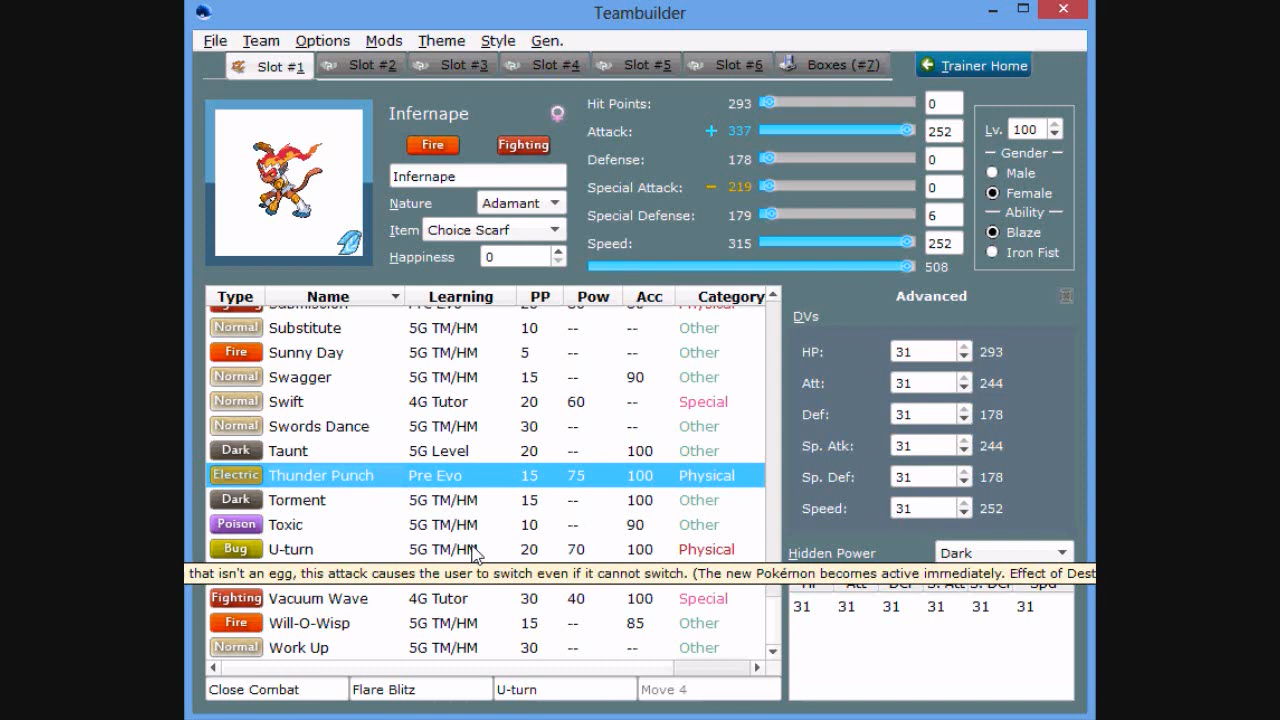 Teambuilder
File Team Options Mods Theme Style Gen.
Slot #1 Slot #2 Slot #3 Slot #4 Slot #5 Slot #6 Boxes (#7) Trainer Home
Infernape
Fire Fighting
Infernape
Nature Adamant
Item Choice Scarf
Happiness 0
Hit Points: 293 0
Attack: + 337 252
Defense: 178 0
Special Attack: − 219 0
Special Defense: 179 6
Speed: 315 252
508
Lv. 100
Gender
Male
Female
Ability
Blaze
Iron Fist
Type Name Learning PP Pow Acc Category
Normal Substitute 5G TM/HM 10 -- -- Other
Fire Sunny Day 5G TM/HM 5 -- -- Other
Normal Swagger 5G TM/HM 15 -- 90 Other
Normal Swift 4G Tutor 20 60 -- Special
Normal Swords Dance 5G TM/HM 30 -- -- Other
Dark Taunt 5G Level 20 -- 100 Other
Electric Thunder Punch Pre Evo 15 75 100 Physical
Dark Torment 5G TM/HM 15 -- 100 Other
Poison Toxic 5G TM/HM 10 -- 90 Other
Bug U-turn 5G TM/HM 20 70 100 Physical
that isn't an egg, this attack causes the user to switch even if it cannot switch. (The new Pokémon becomes active immediately. Effect of Dest
Fighting Vacuum Wave 4G Tutor 30 40 100 Special
Fire Will-O-Wisp 5G TM/HM 15 -- 85 Other
Normal Work Up 5G TM/HM 30 -- -- Other
Close Combat Flare Blitz U-turn Move 4
Advanced
DVs
HP: 31 293
Att: 31 244
Def: 31 178
Sp. Atk: 31 244
Sp. Def: 31 178
Speed: 31 252
Hidden Power Dark
31 31 31 31 31 31